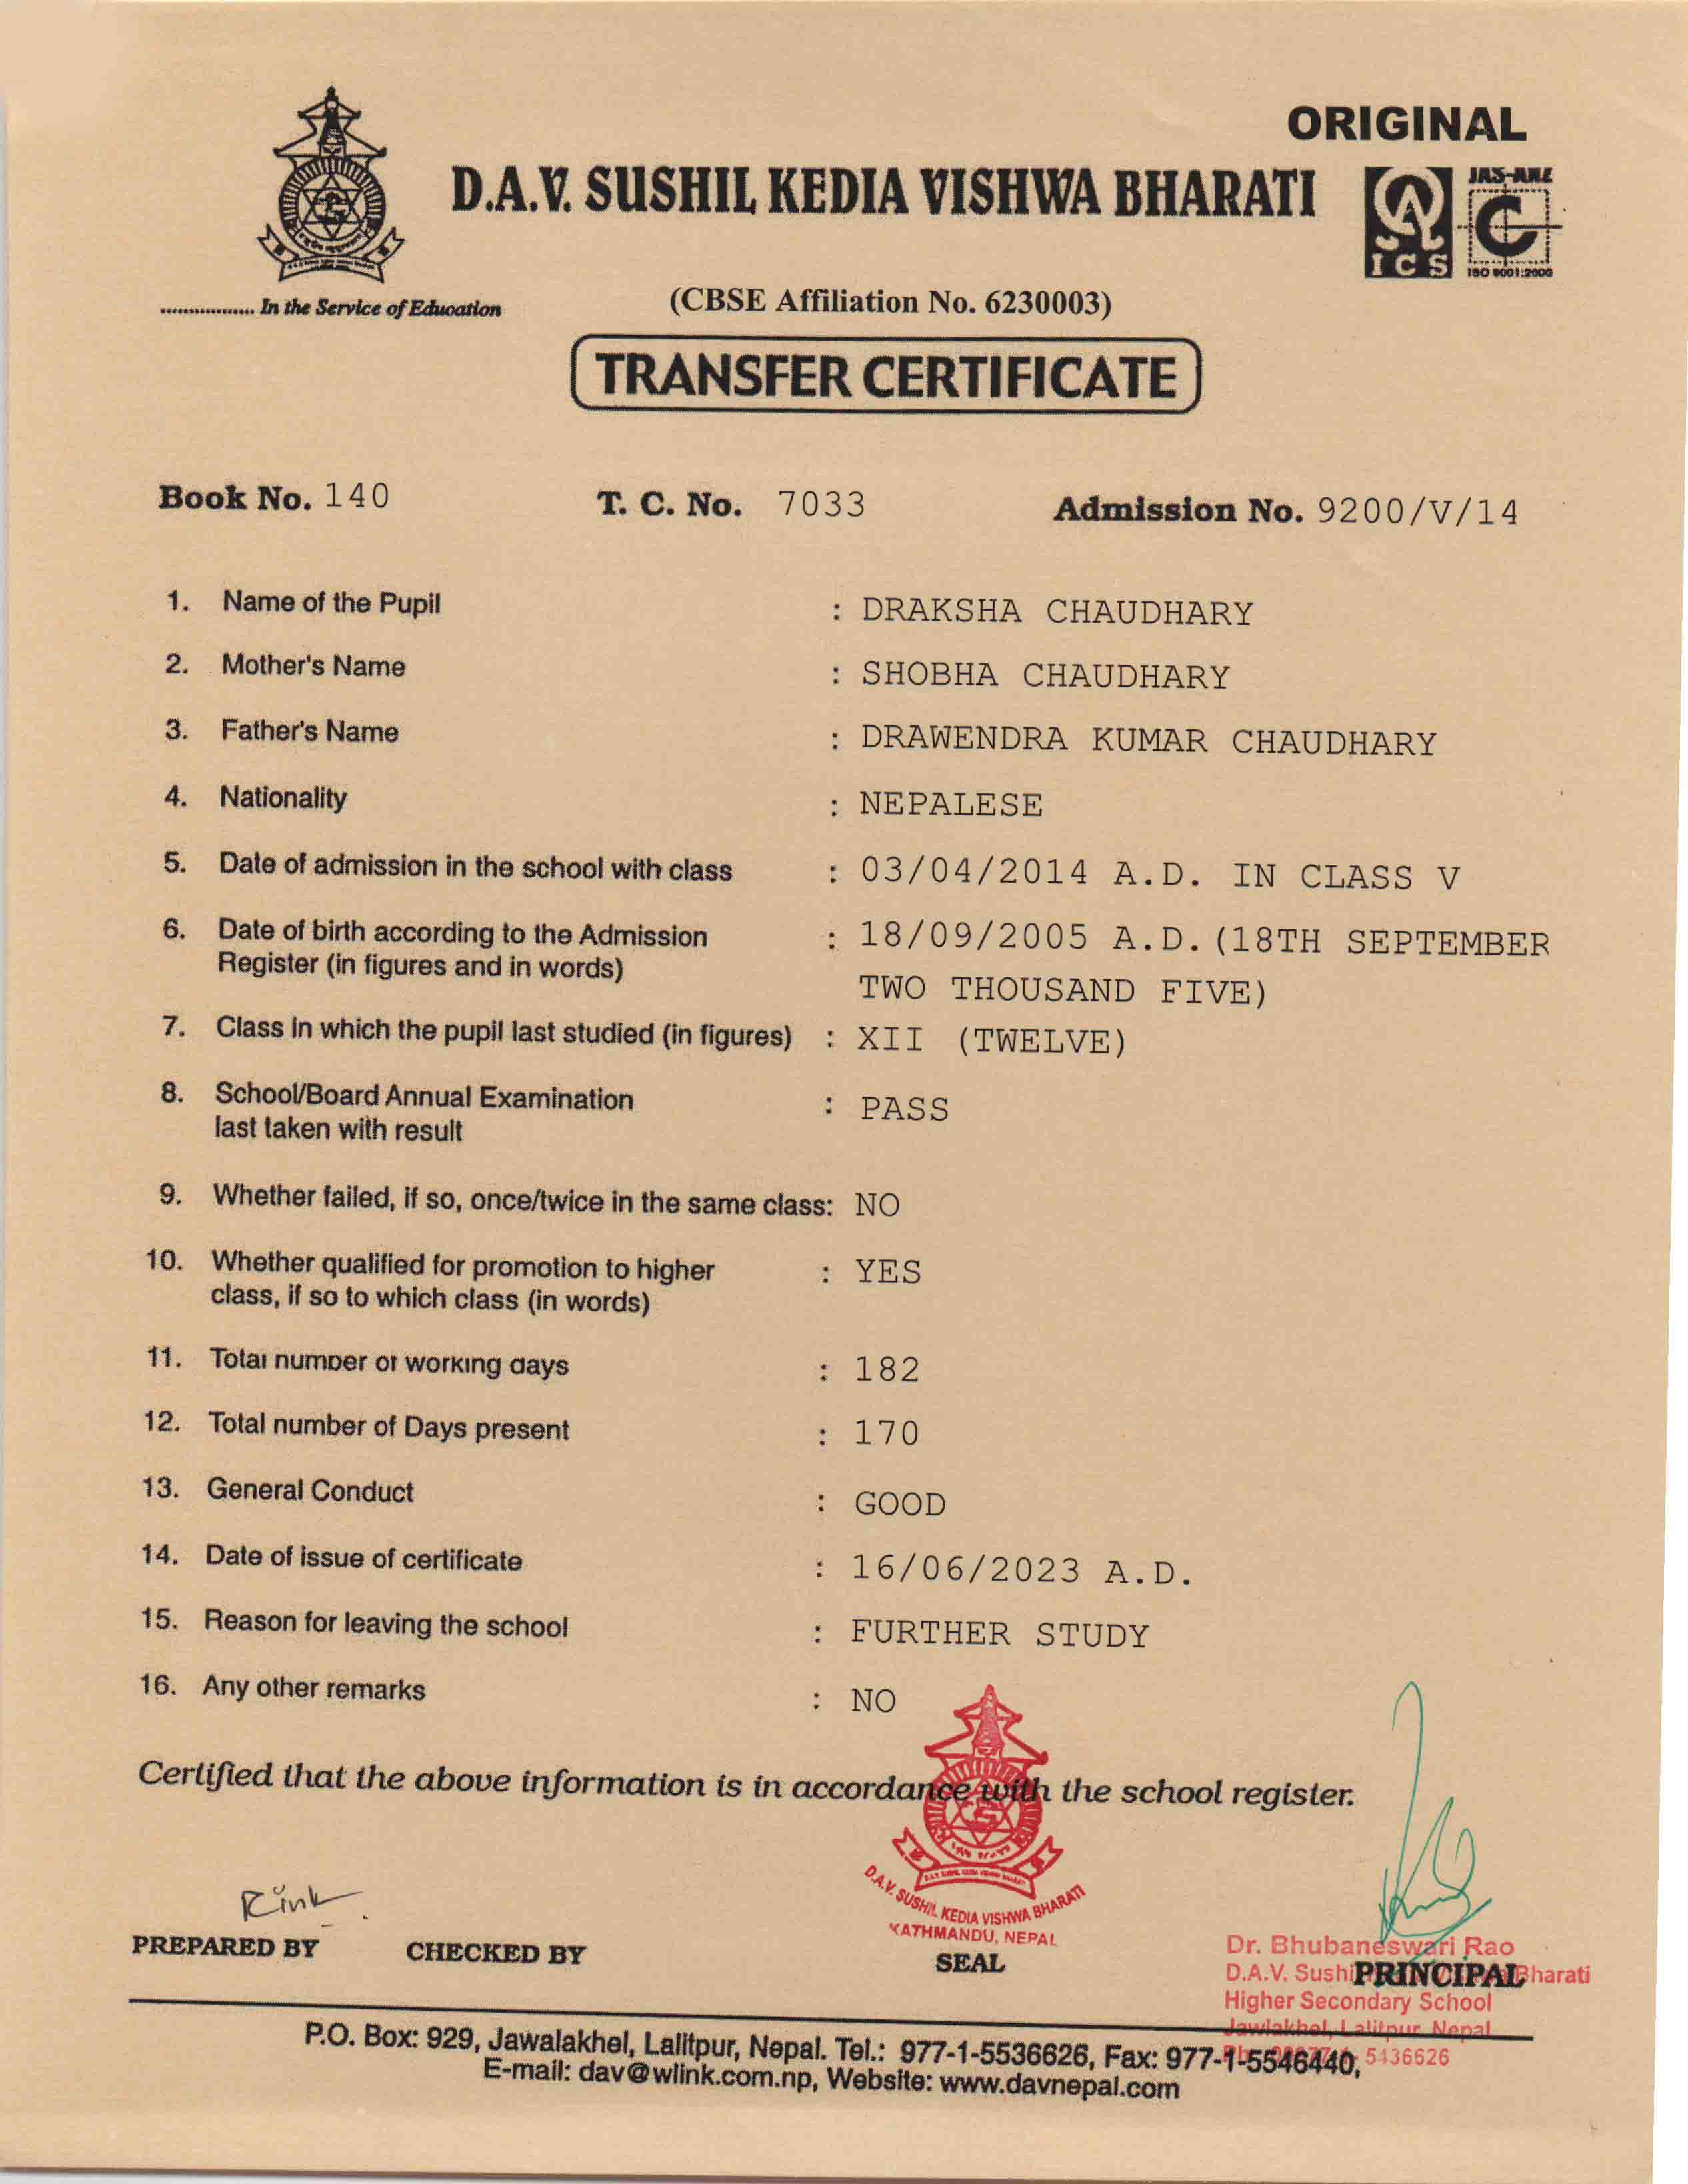 ORIGINAL
D.A.V. SUSHIL KEDIA VISHWA BHARATI
JAS-ANZ
ICS
ISO 9001:2000
................. In the Service of Education
(CBSE Affiliation No. 6230003)
TRANSFER CERTIFICATE
Book No. 140 T. C. No. 7033 Admission No. 9200/V/14
1. Name of the Pupil : DRAKSHA CHAUDHARY
2. Mother's Name : SHOBHA CHAUDHARY
3. Father's Name : DRAWENDRA KUMAR CHAUDHARY
4. Nationality : NEPALESE
5. Date of admission in the school with class : 03/04/2014 A.D. IN CLASS V
6. Date of birth according to the Admission : 18/09/2005 A.D.(18TH SEPTEMBER
Register (in figures and in words) TWO THOUSAND FIVE)
7. Class in which the pupil last studied (in figures) : XII (TWELVE)
8. School/Board Annual Examination : PASS
last taken with result
9. Whether failed, if so, once/twice in the same class: NO
10. Whether qualified for promotion to higher : YES
class, if so to which class (in words)
11. Total number of working days : 182
12. Total number of Days present : 170
13. General Conduct : GOOD
14. Date of issue of certificate : 16/06/2023 A.D.
15. Reason for leaving the school : FURTHER STUDY
16. Any other remarks : NO
Certified that the above information is in accordance with the school register.
D.A.V. SUSHIL KEDIA VISHWA BHARATI
KATHMANDU, NEPAL
Rink
PREPARED BY CHECKED BY SEAL PRINCIPAL
Dr. Bhubaneswari Rao
D.A.V. Bharati
Higher Secondary School
Jawlakhel, Lalitpur Nepal
5436626
P.O. Box: 929, Jawalakhel, Lalitpur, Nepal. Tel.: 977-1-5536626, Fax: 977-1-5546440,
E-mail: dav@wlink.com.np, Website: www.davnepal.com